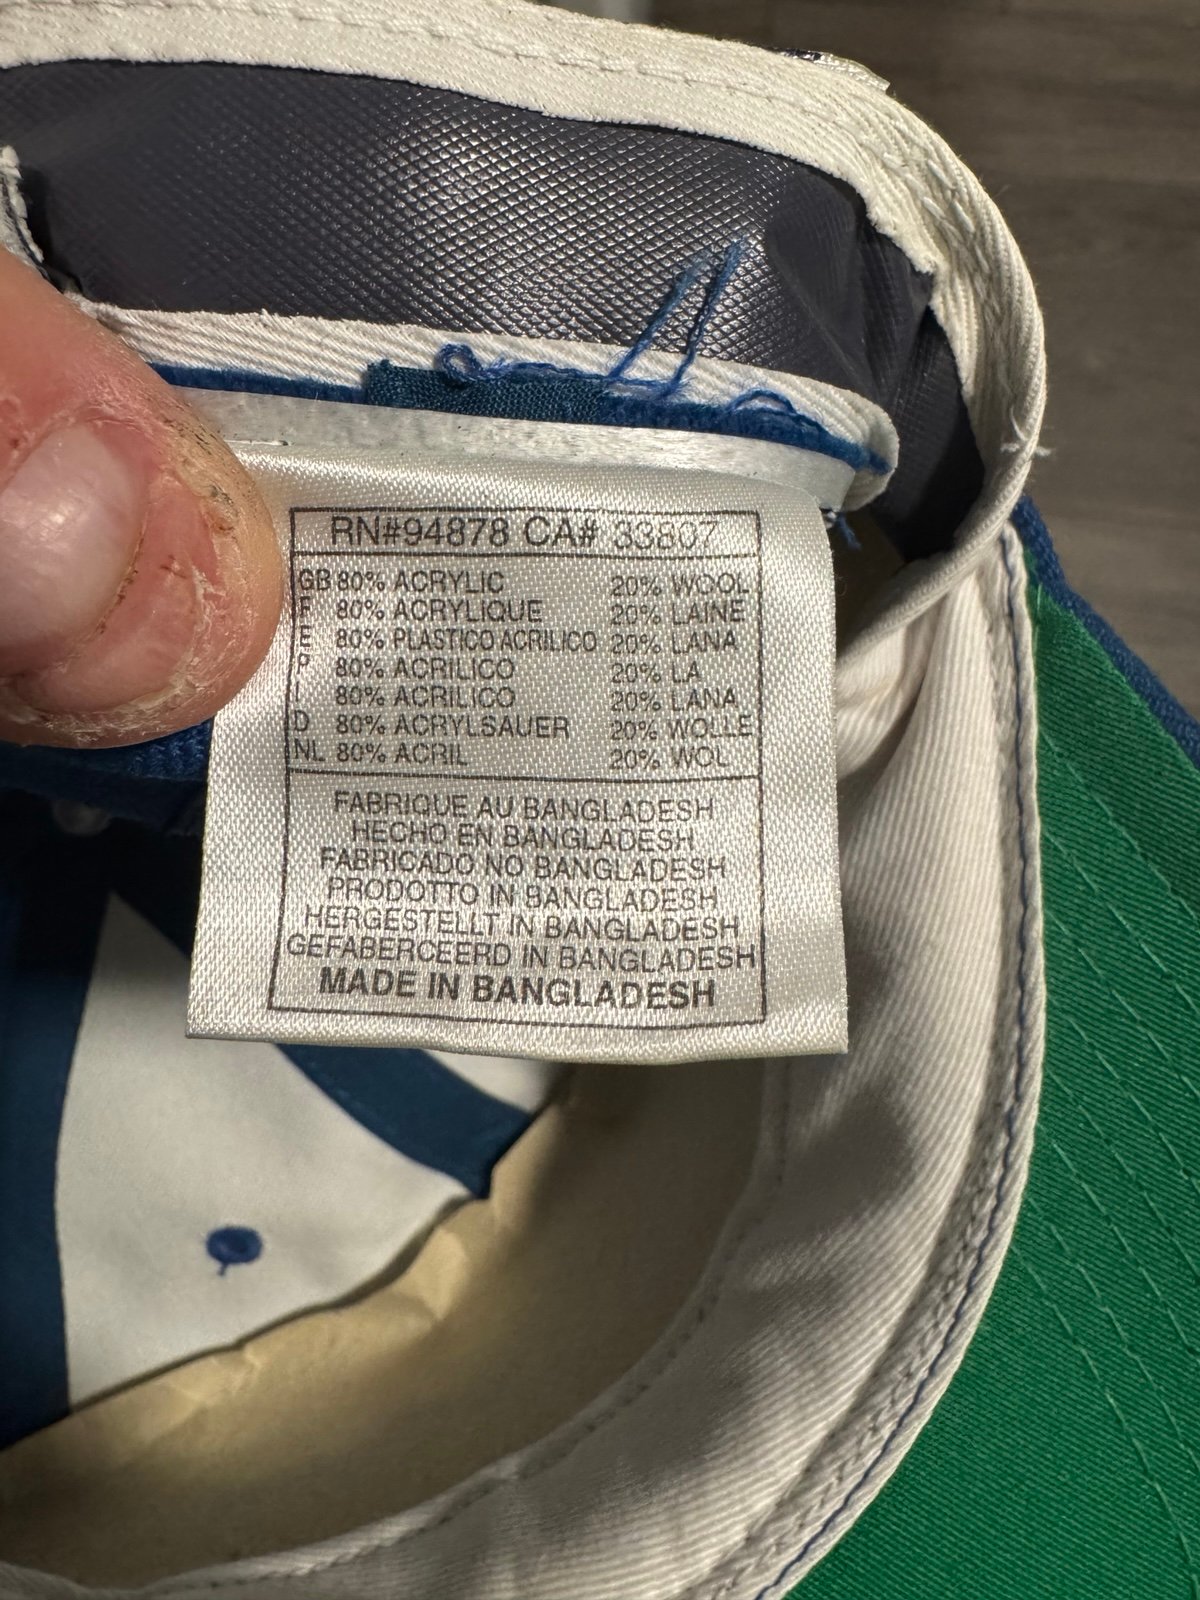 RN#94878 CA# 33807
GB 80% ACRYLIC 20% WOOL
F 80% ACRYLIQUE 20% LAINE
E 80% PLASTICO ACRILICO 20% LANA
P 80% ACRILICO 20% LA
I 80% ACRILICO 20% LANA
D 80% ACRYLSAUER 20% WOLLE
NL 80% ACRIL 20% WOL
FABRIQUE AU BANGLADESH
HECHO EN BANGLADESH
FABRICADO NO BANGLADESH
PRODOTTO IN BANGLADESH
HERGESTELLT IN BANGLADESH
GEFABERCEERD IN BANGLADESH
MADE IN BANGLADESH